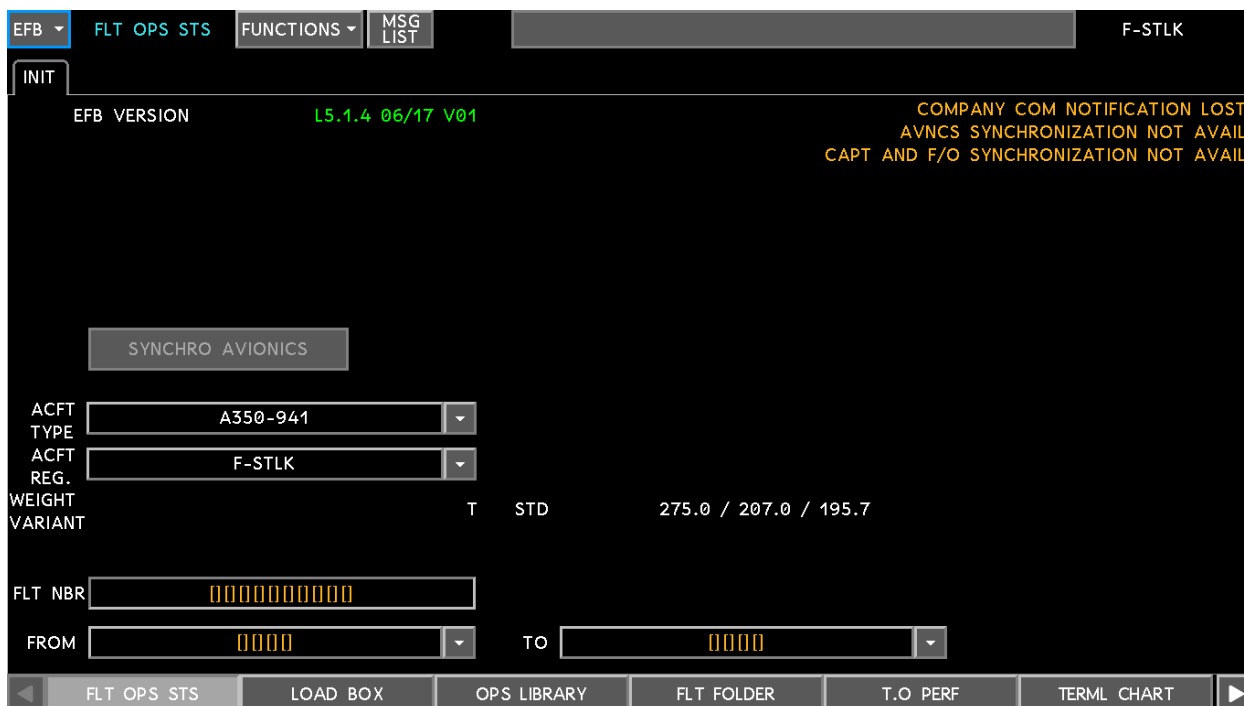 EFB FLT OPS STS FUNCTIONS MSG LIST F-STLK
INIT
EFB VERSION L5.1.4 06/17 V01
COMPANY COM NOTIFICATION LOST
AVNCS SYNCHRONIZATION NOT AVAIL
CAPT AND F/O SYNCHRONIZATION NOT AVAIL
SYNCHRO AVIONICS
ACFT TYPE A350-941
ACFT REG. F-STLK
WEIGHT VARIANT T STD 275.0 / 207.0 / 195.7
FLT NBR [][][][][][][][][][]
FROM [][][][] TO [][][][]
FLT OPS STS LOAD BOX OPS LIBRARY FLT FOLDER T.O PERF TERML CHART